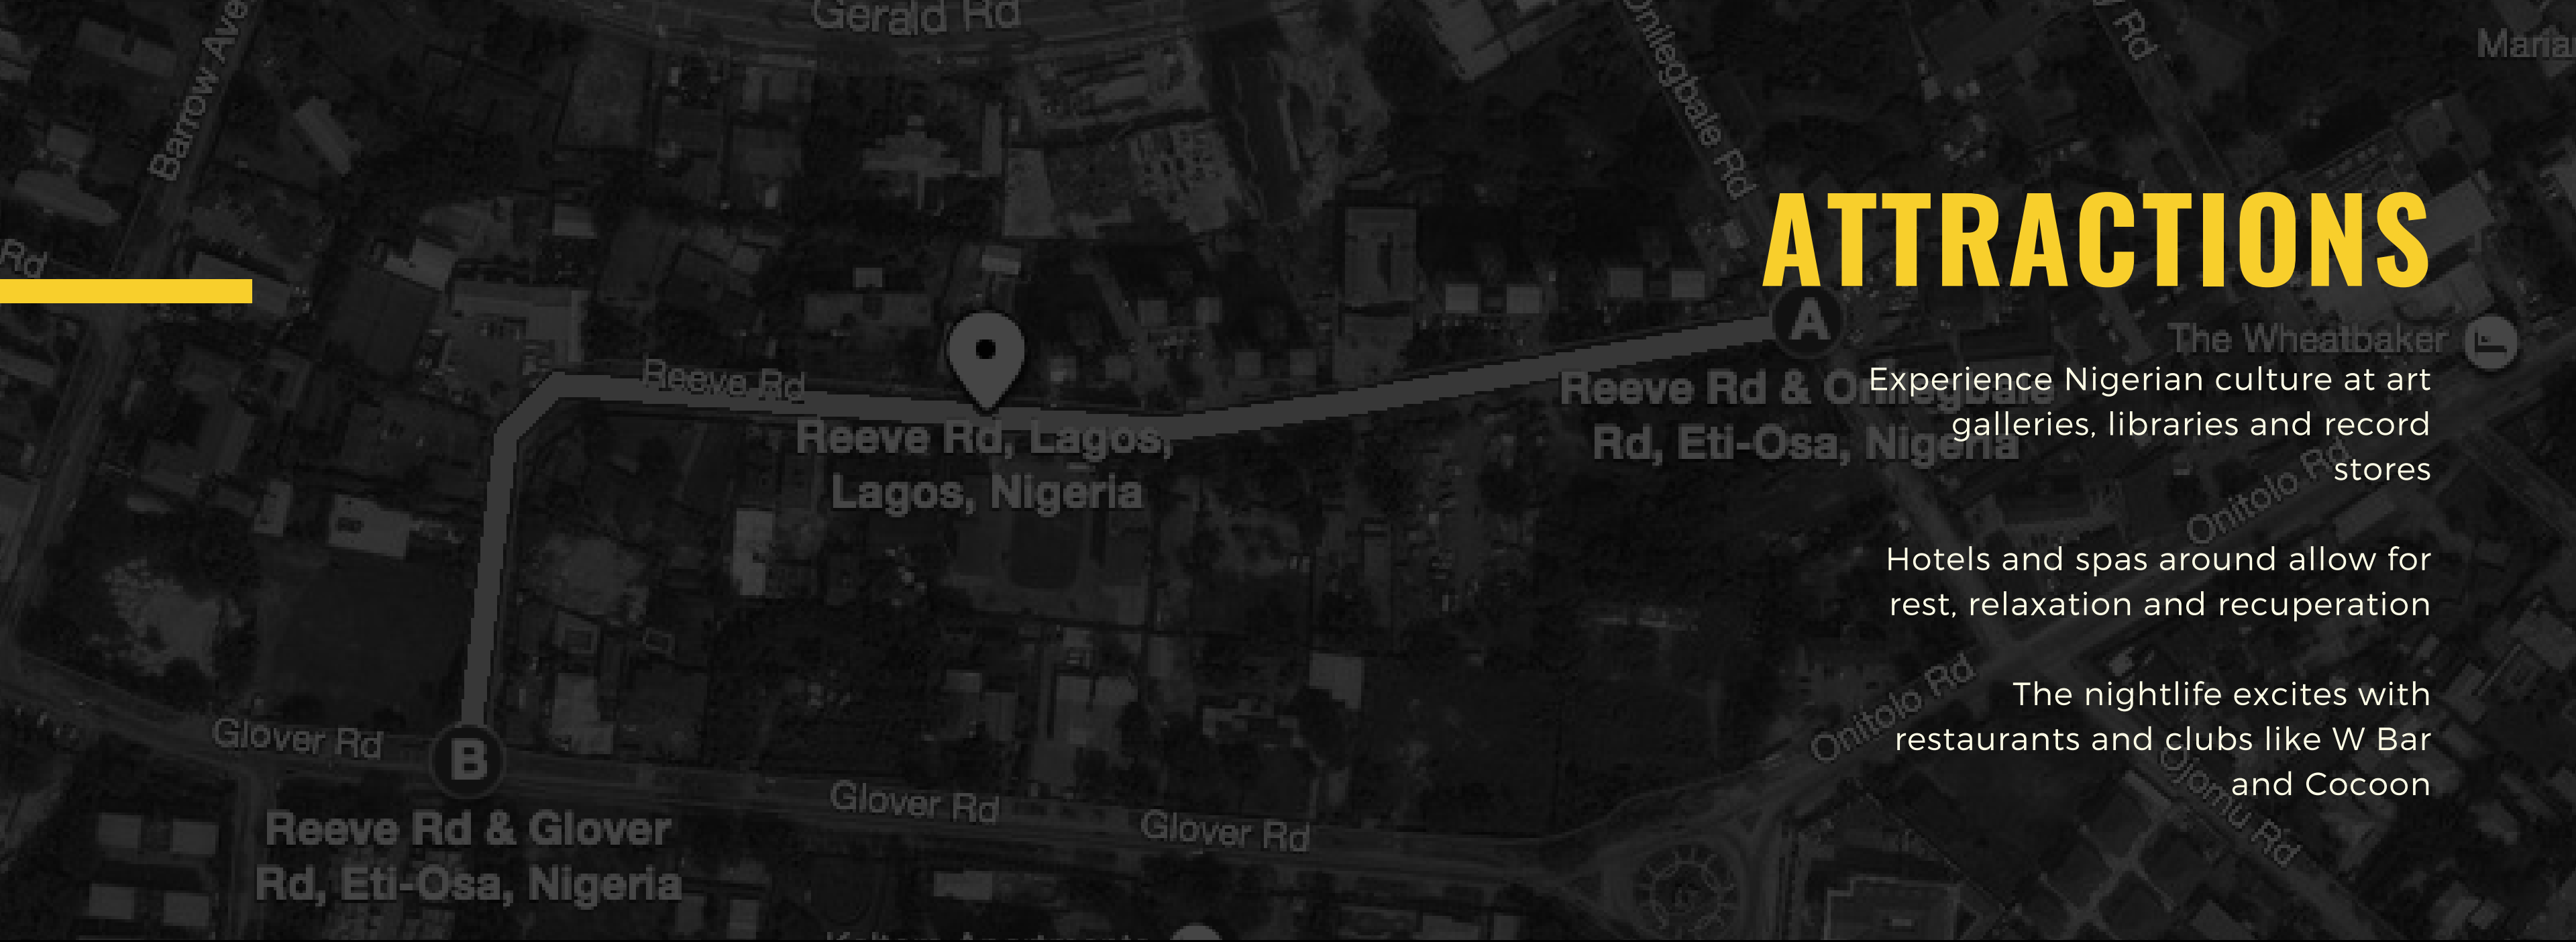 Gerald Rd
Barrow Ave
Onilegbale Rd
Rd
Rd
ATTRACTIONS
A
The Wheatbaker
Reeve Rd
Reeve Rd, Lagos,
Lagos, Nigeria
Reeve Rd & Onilegbale
Rd, Eti-Osa, Nigeria
Experience Nigerian culture at art
galleries, libraries and record
stores
Onitolo Rd
Hotels and spas around allow for
rest, relaxation and recuperation
Onitolo Rd
The nightlife excites with
restaurants and clubs like W Bar
and Cocoon
Ojomu Rd
Glover Rd
B
Glover Rd
Glover Rd
Reeve Rd & Glover
Rd, Eti-Osa, Nigeria